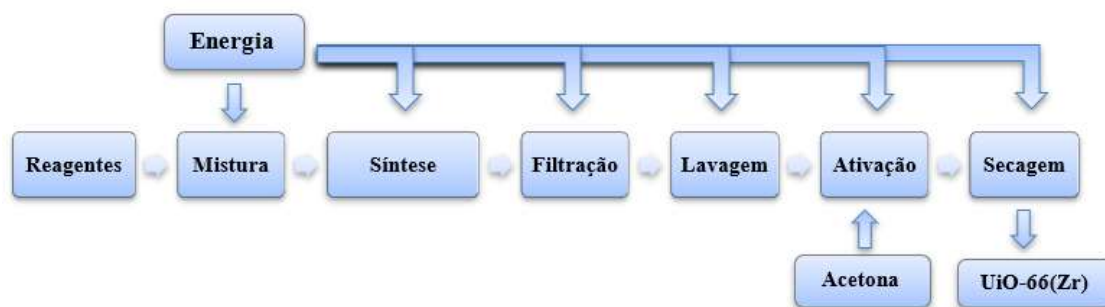 Energia
Reagentes
Mistura
Síntese
Filtração
Lavagem
Ativação
Secagem
Acetona
UiO-66(Zr)